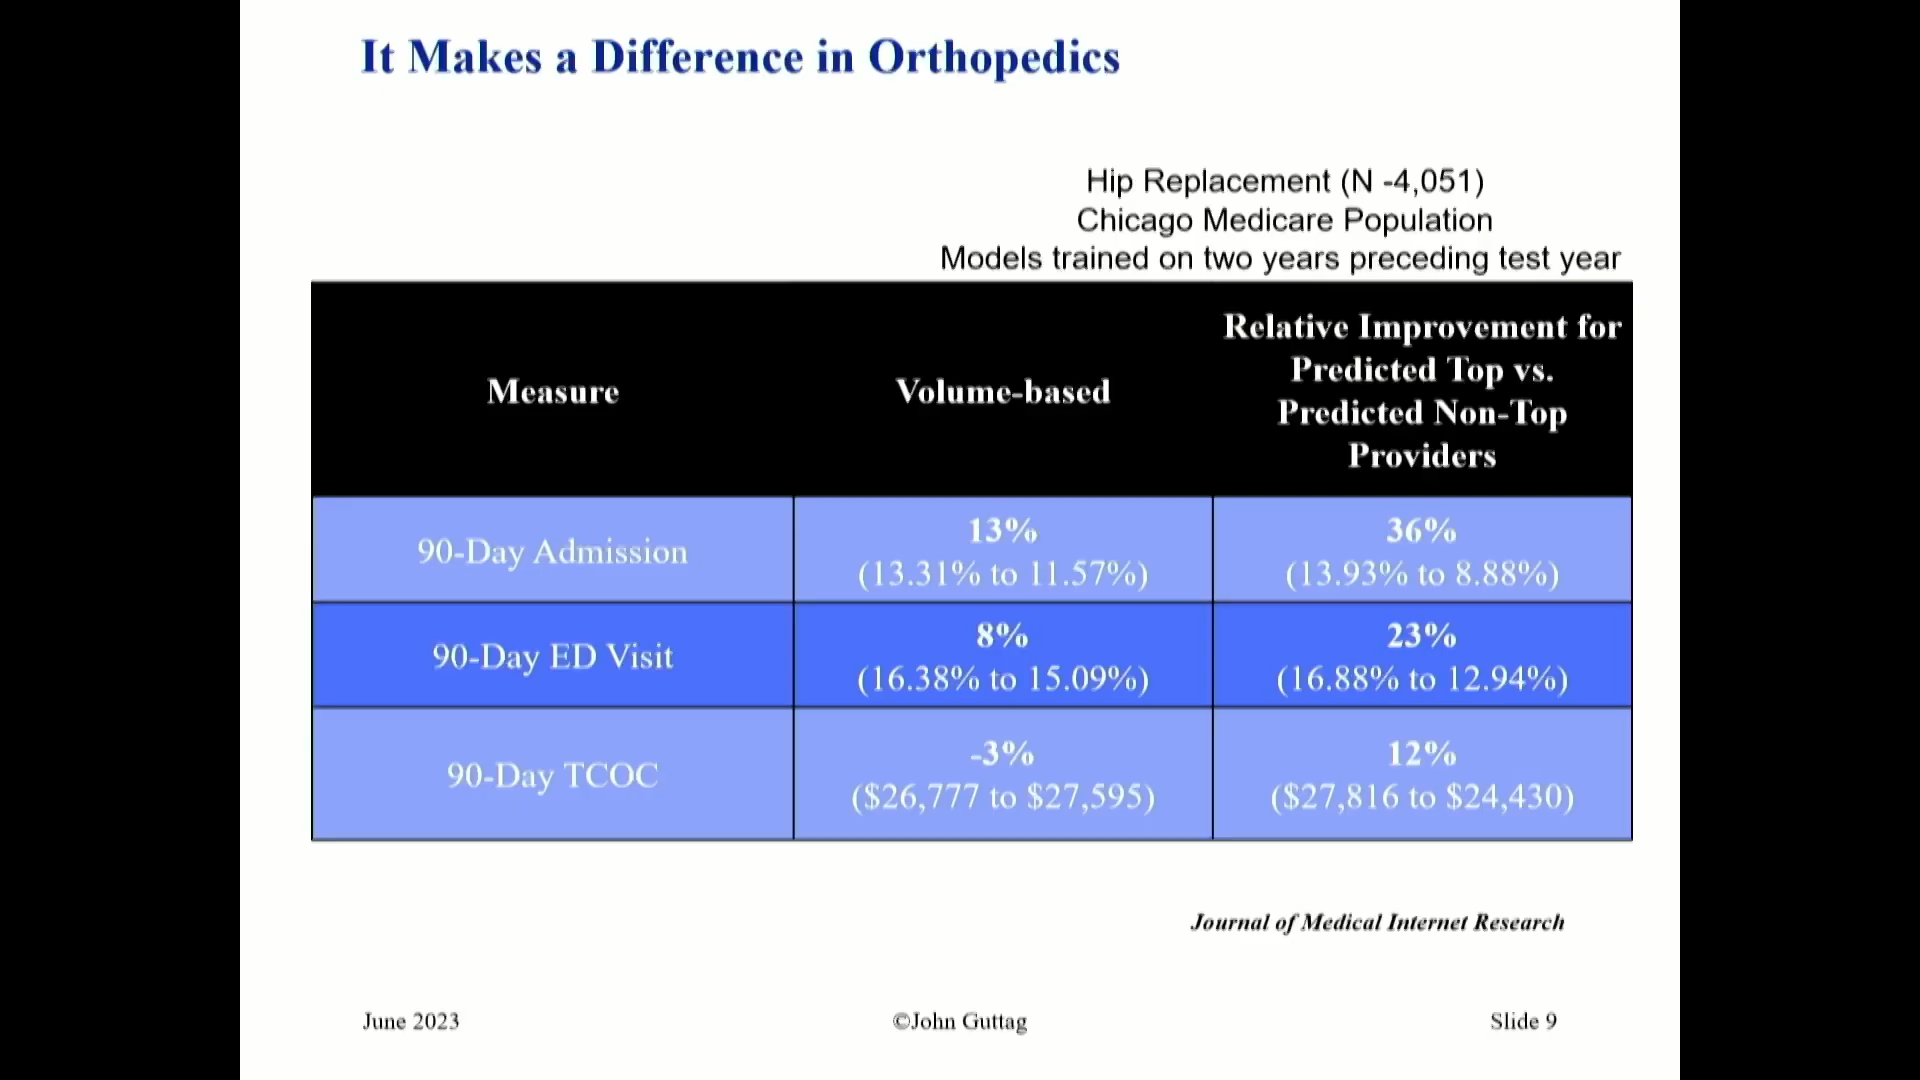 It Makes a Difference in Orthopedics
Hip Replacement (N -4,051)
Chicago Medicare Population
Models trained on two years preceding test year
Measure
Volume-based
Relative Improvement for
Predicted Top vs.
Predicted Non-Top
Providers
90-Day Admission
13%
(13.31% to 11.57%)
36%
(13.93% to 8.88%)
90-Day ED Visit
8%
(16.38% to 15.09%)
23%
(16.88% to 12.94%)
90-Day TCOC
-3%
($26,777 to $27,595)
12%
($27,816 to $24,430)
Journal of Medical Internet Research
June 2023
©John Guttag
Slide 9